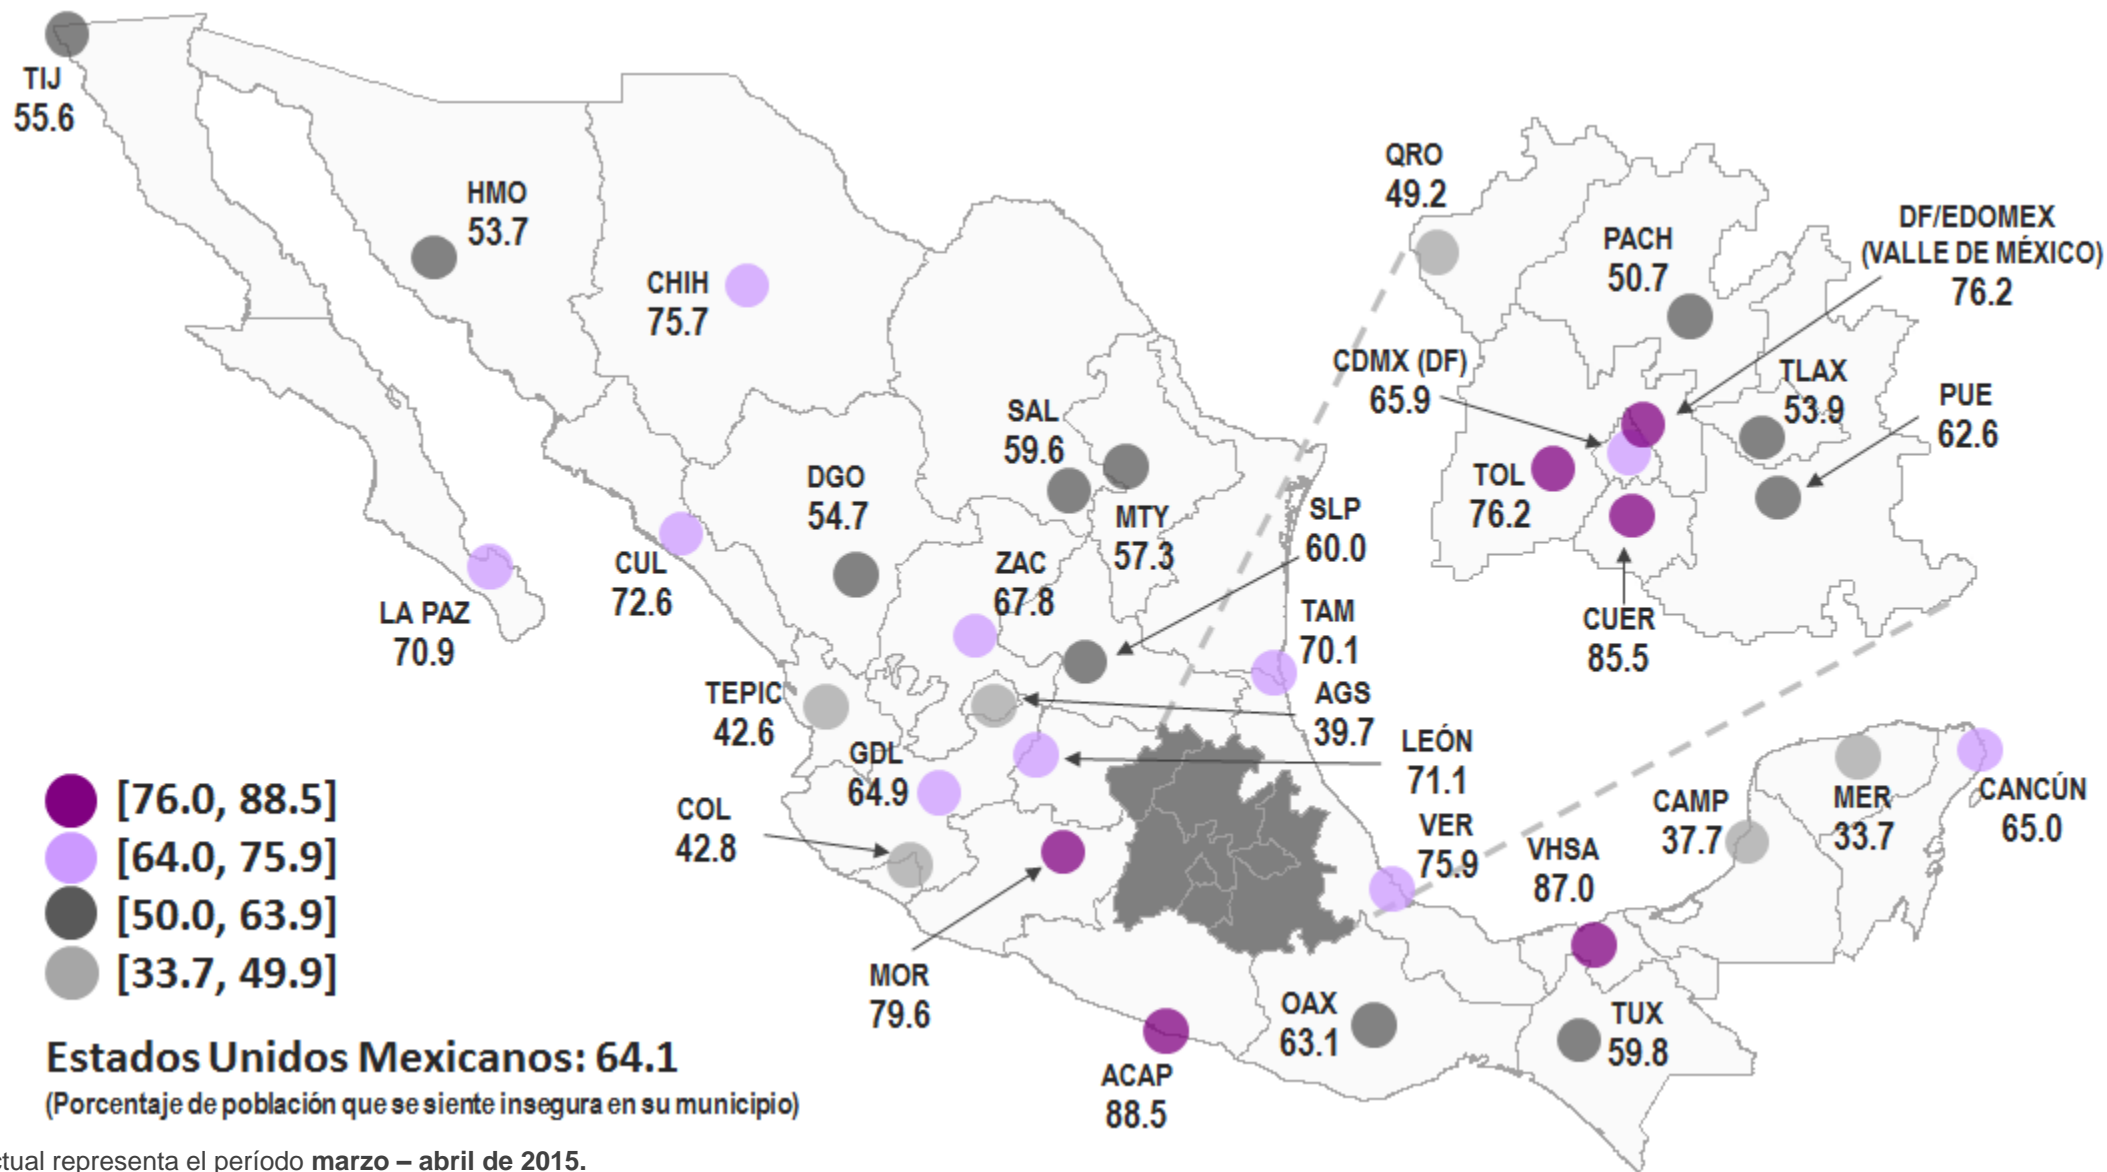 TIJ
55.6
HMO
53.7
CHIH
75.7
QRO
49.2
PACH
50.7
DF/EDOMEX
(VALLE DE MÉXICO)
76.2
CDMX (DF)
65.9
TLAX
53.9
PUE
62.6
TOL
76.2
CUER
85.5
SAL
59.6
MTY
57.3
DGO
54.7
ZAC
67.8
SLP
60.0
CUL
72.6
LA PAZ
70.9
TAM
70.1
TEPIC
42.6
AGS
39.7
GDL
64.9
LEÓN
71.1
COL
42.8
VER
75.9
MOR
79.6
ACAP
88.5
OAX
63.1
VHSA
87.0
TUX
59.8
CAMP
37.7
MER
33.7
CANCÚN
65.0
[76.0, 88.5]
[64.0, 75.9]
[50.0, 63.9]
[33.7, 49.9]
Estados Unidos Mexicanos: 64.1
(Porcentaje de población que se siente insegura en su municipio)
ctual representa el período marzo – abril de 2015.